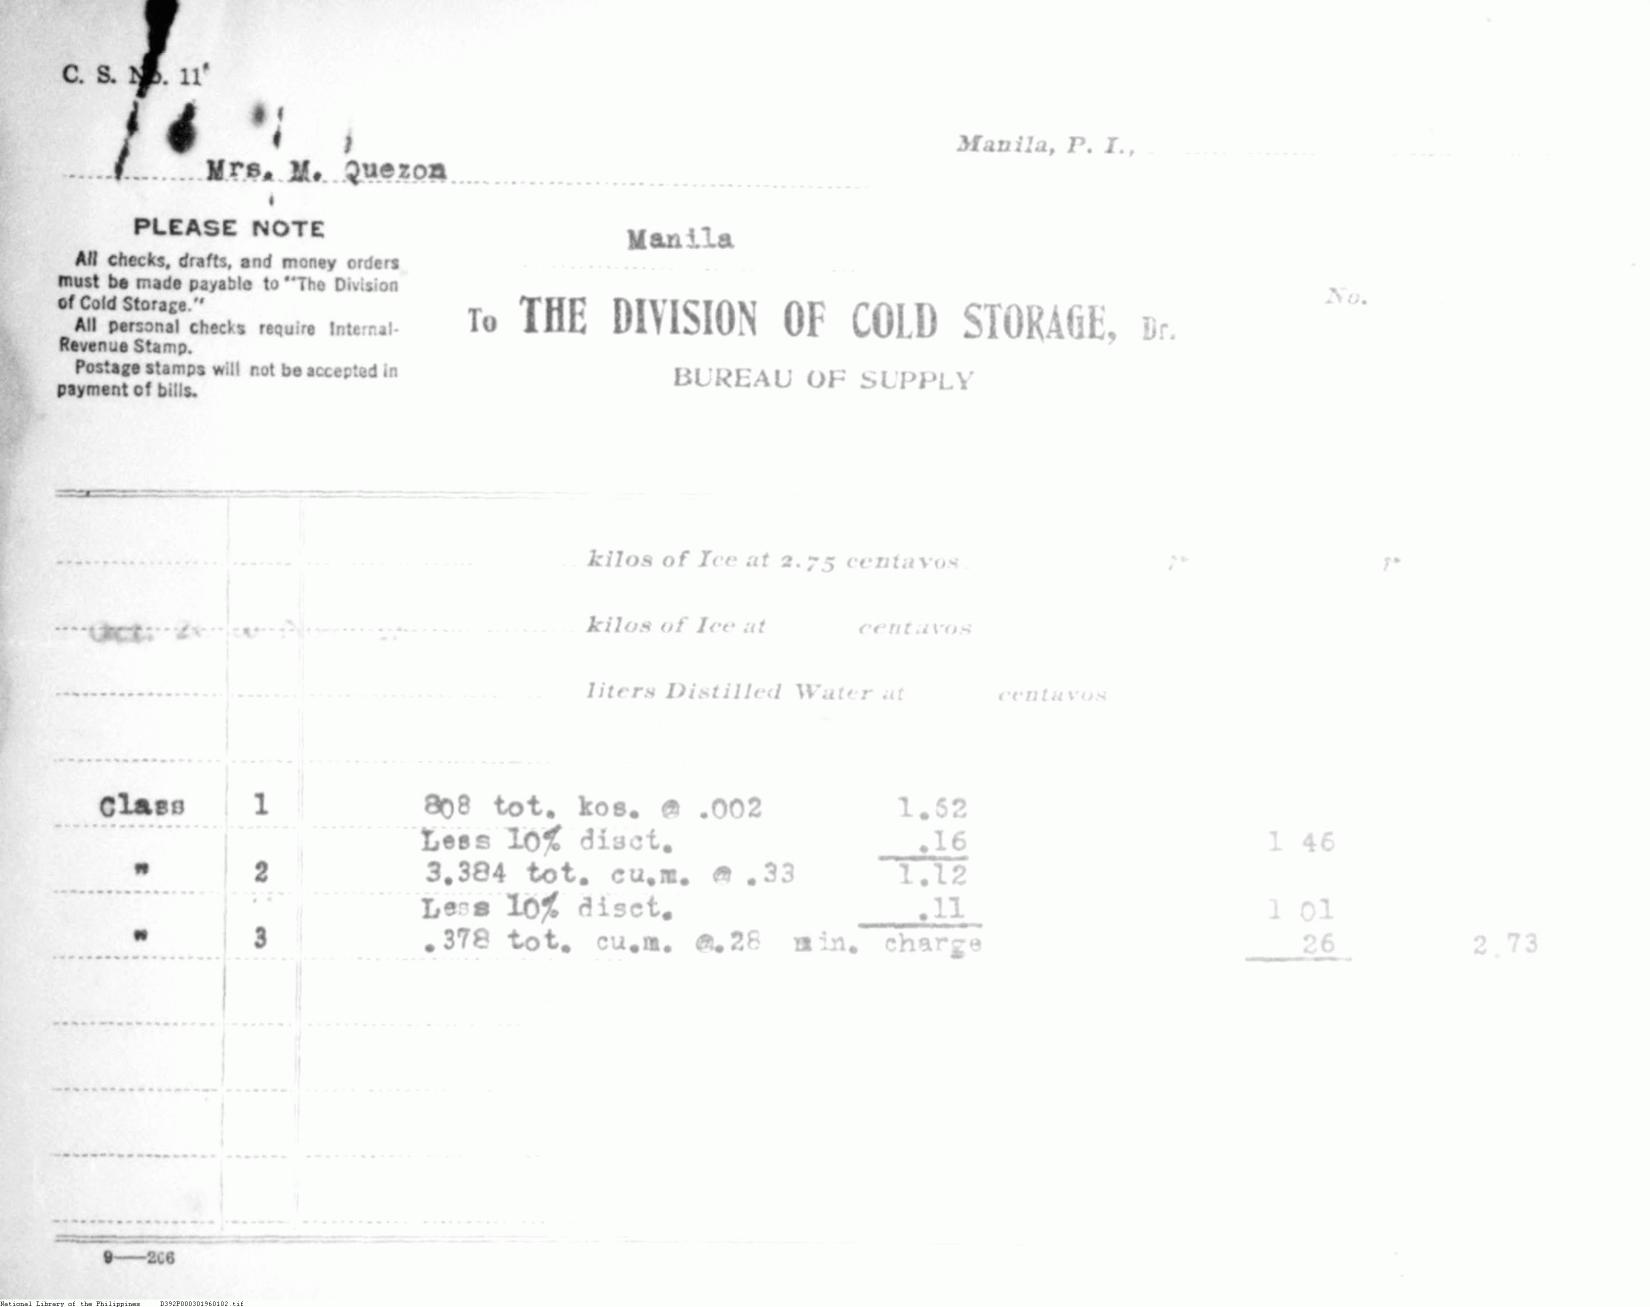 C. S. No. 11
Manila, P. I.,
Mrs. M. Quezon
PLEASE NOTE
All checks, drafts, and money orders
must be made payable to "The Division
of Cold Storage."
All personal checks require Internal-
Revenue Stamp.
Postage stamps will not be accepted in
payment of bills.
Manila
No.
To THE DIVISION OF COLD STORAGE, Dr.
BUREAU OF SUPPLY
kilos of Ice at 2.75 centavos
Oct.
kilos of Ice at centavos
liters Distilled Water at centavos
Class 1 808 tot. kos. @ .002 1.62
Less 10% disct. .16 1 46
" 2 3.384 tot. cu.m. @ .33 1.12
Less 10% disct. .11 1 01
" 3 .378 tot. cu.m. @.28 min. charge 26 2.73
9—266
National Library of the Philippines D392P000301960102.tif